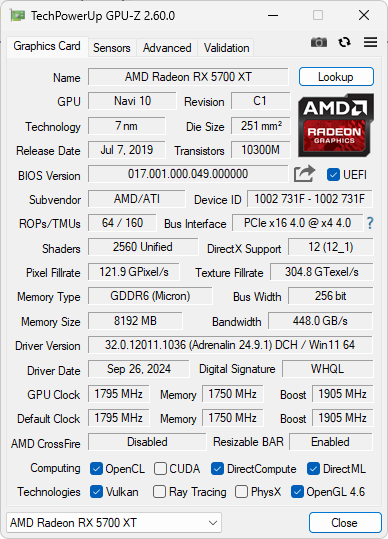 TechPowerUp GPU-Z 2.60.0
Graphics Card Sensors Advanced Validation
Name AMD Radeon RX 5700 XT Lookup
GPU Navi 10 Revision C1
AMD
RADEON
GRAPHICS
Technology 7 nm Die Size 251 mm²
Release Date Jul 7, 2019 Transistors 10300M
BIOS Version 017.001.000.049.000000 UEFI
Subvendor AMD/ATI Device ID 1002 731F - 1002 731F
ROPs/TMUs 64 / 160 Bus Interface PCIe x16 4.0 @ x4 4.0 ?
Shaders 2560 Unified DirectX Support 12 (12_1)
Pixel Fillrate 121.9 GPixel/s Texture Fillrate 304.8 GTexel/s
Memory Type GDDR6 (Micron) Bus Width 256 bit
Memory Size 8192 MB Bandwidth 448.0 GB/s
Driver Version 32.0.12011.1036 (Adrenalin 24.9.1) DCH / Win11 64
Driver Date Sep 26, 2024 Digital Signature WHQL
GPU Clock 1795 MHz Memory 1750 MHz Boost 1905 MHz
Default Clock 1795 MHz Memory 1750 MHz Boost 1905 MHz
AMD CrossFire Disabled Resizable BAR Enabled
Computing OpenCL CUDA DirectCompute DirectML
Technologies Vulkan Ray Tracing PhysX OpenGL 4.6
AMD Radeon RX 5700 XT Close